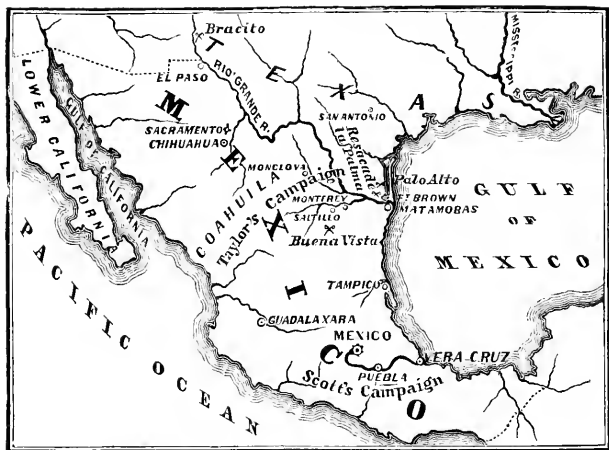 Bracito
TEXAS
MISSISSIPPI R.
EL PASO
RIO GRANDE R.
LOWER CALIFORNIA
GULF OF CALIFORNIA
MEXICO
SAN ANTONIO
SACRAMENTO
CHIHUAHUA
Resaca de la Palma
MONCLOVA
COAHUILA
Taylor's Campaign
Palo Alto
FT BROWN
MATAMORAS
MONTEREY
SALTILLO
Buena Vista
GULF
OF
MEXICO
PACIFIC OCEAN
TAMPICO
GUADALAXARA
MEXICO
VERA CRUZ
PUEBLA
Scott's Campaign